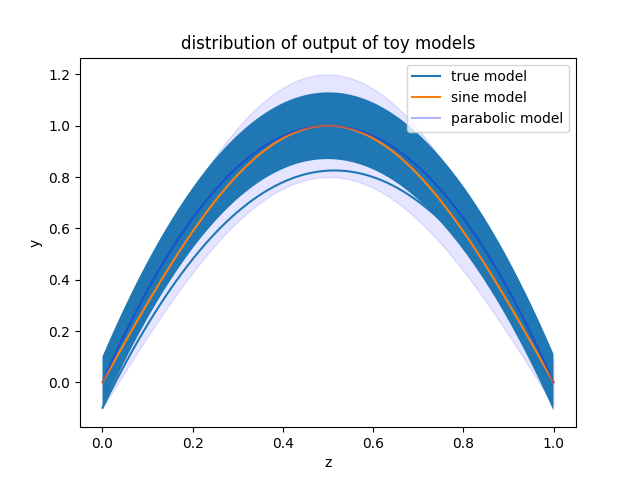 distribution of output of toy models
true model
sine model
parabolic model
1.2
1.0
0.8
0.6
0.4
0.2
0.0
y
0.0 0.2 0.4 0.6 0.8 1.0
z